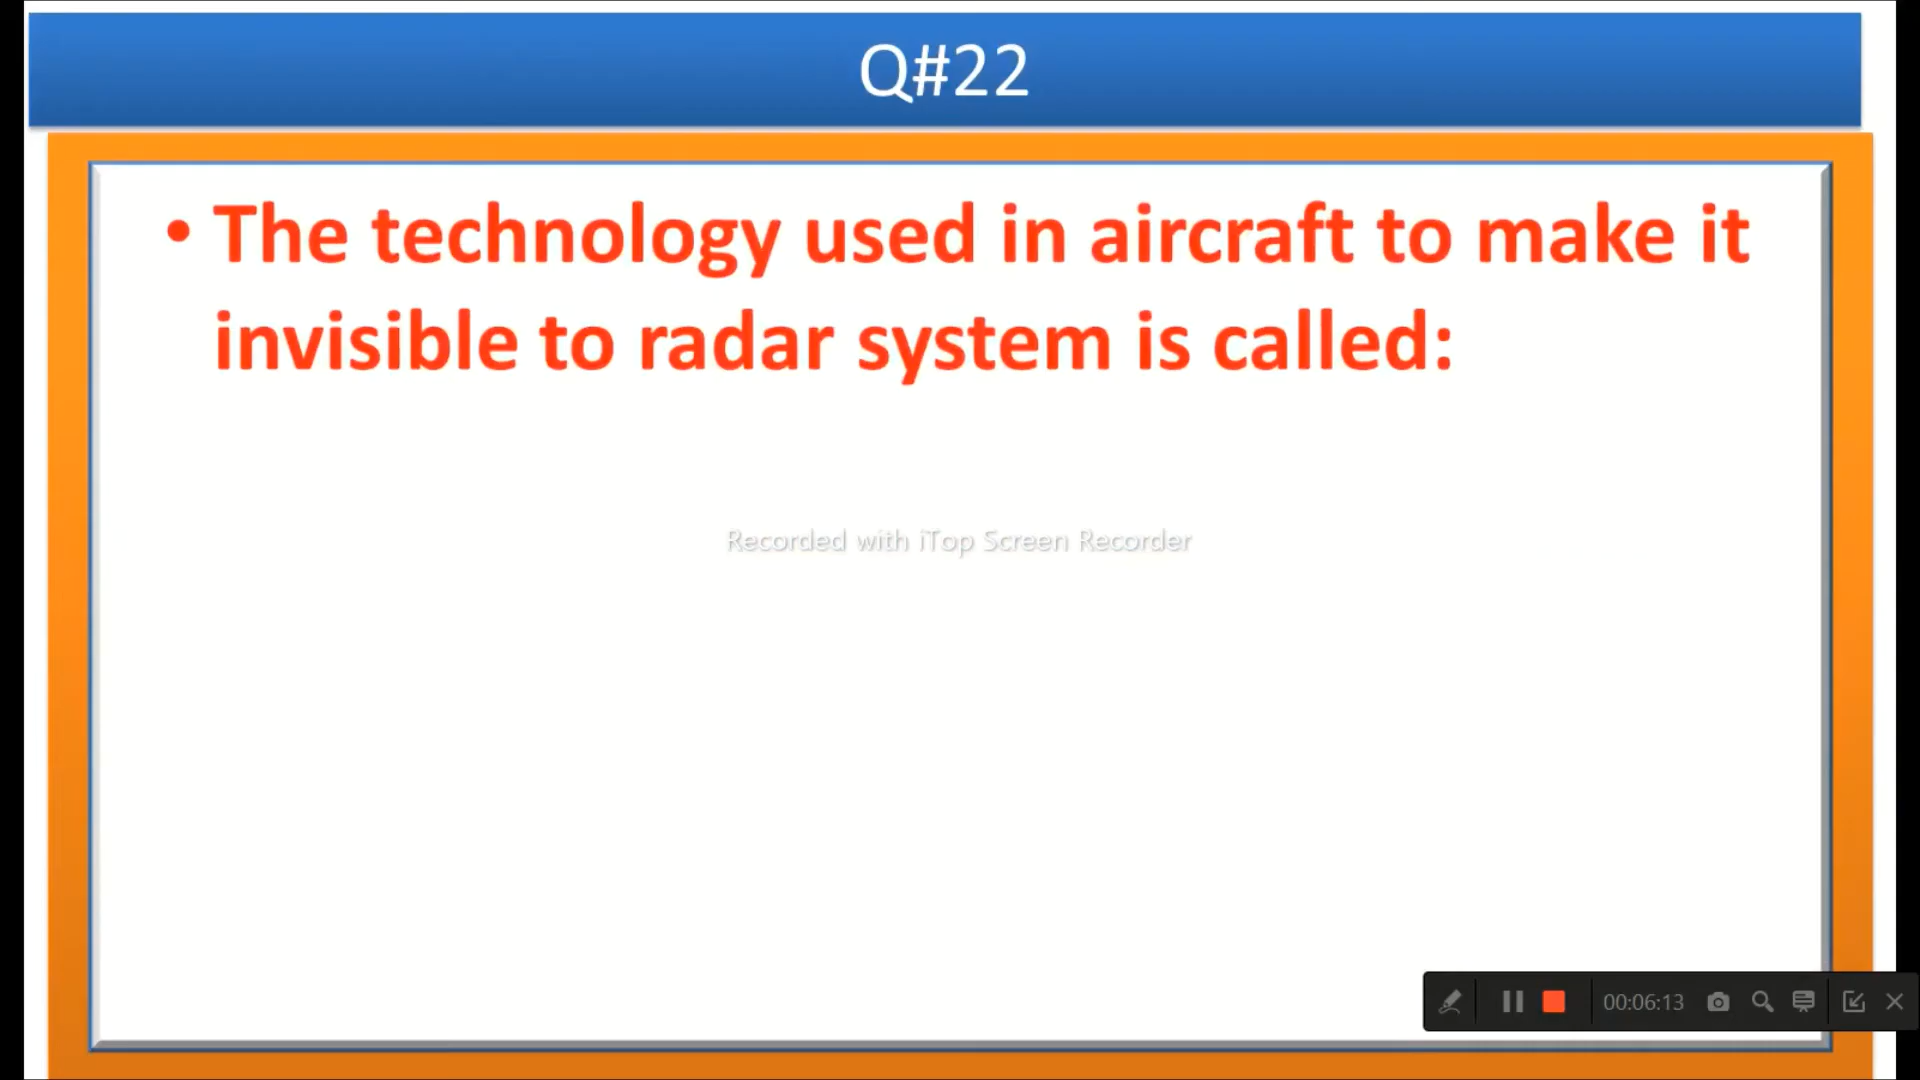 Q#22
• The technology used in aircraft to make it
invisible to radar system is called:
Recorded with iTop Screen Recorder
00:06:13